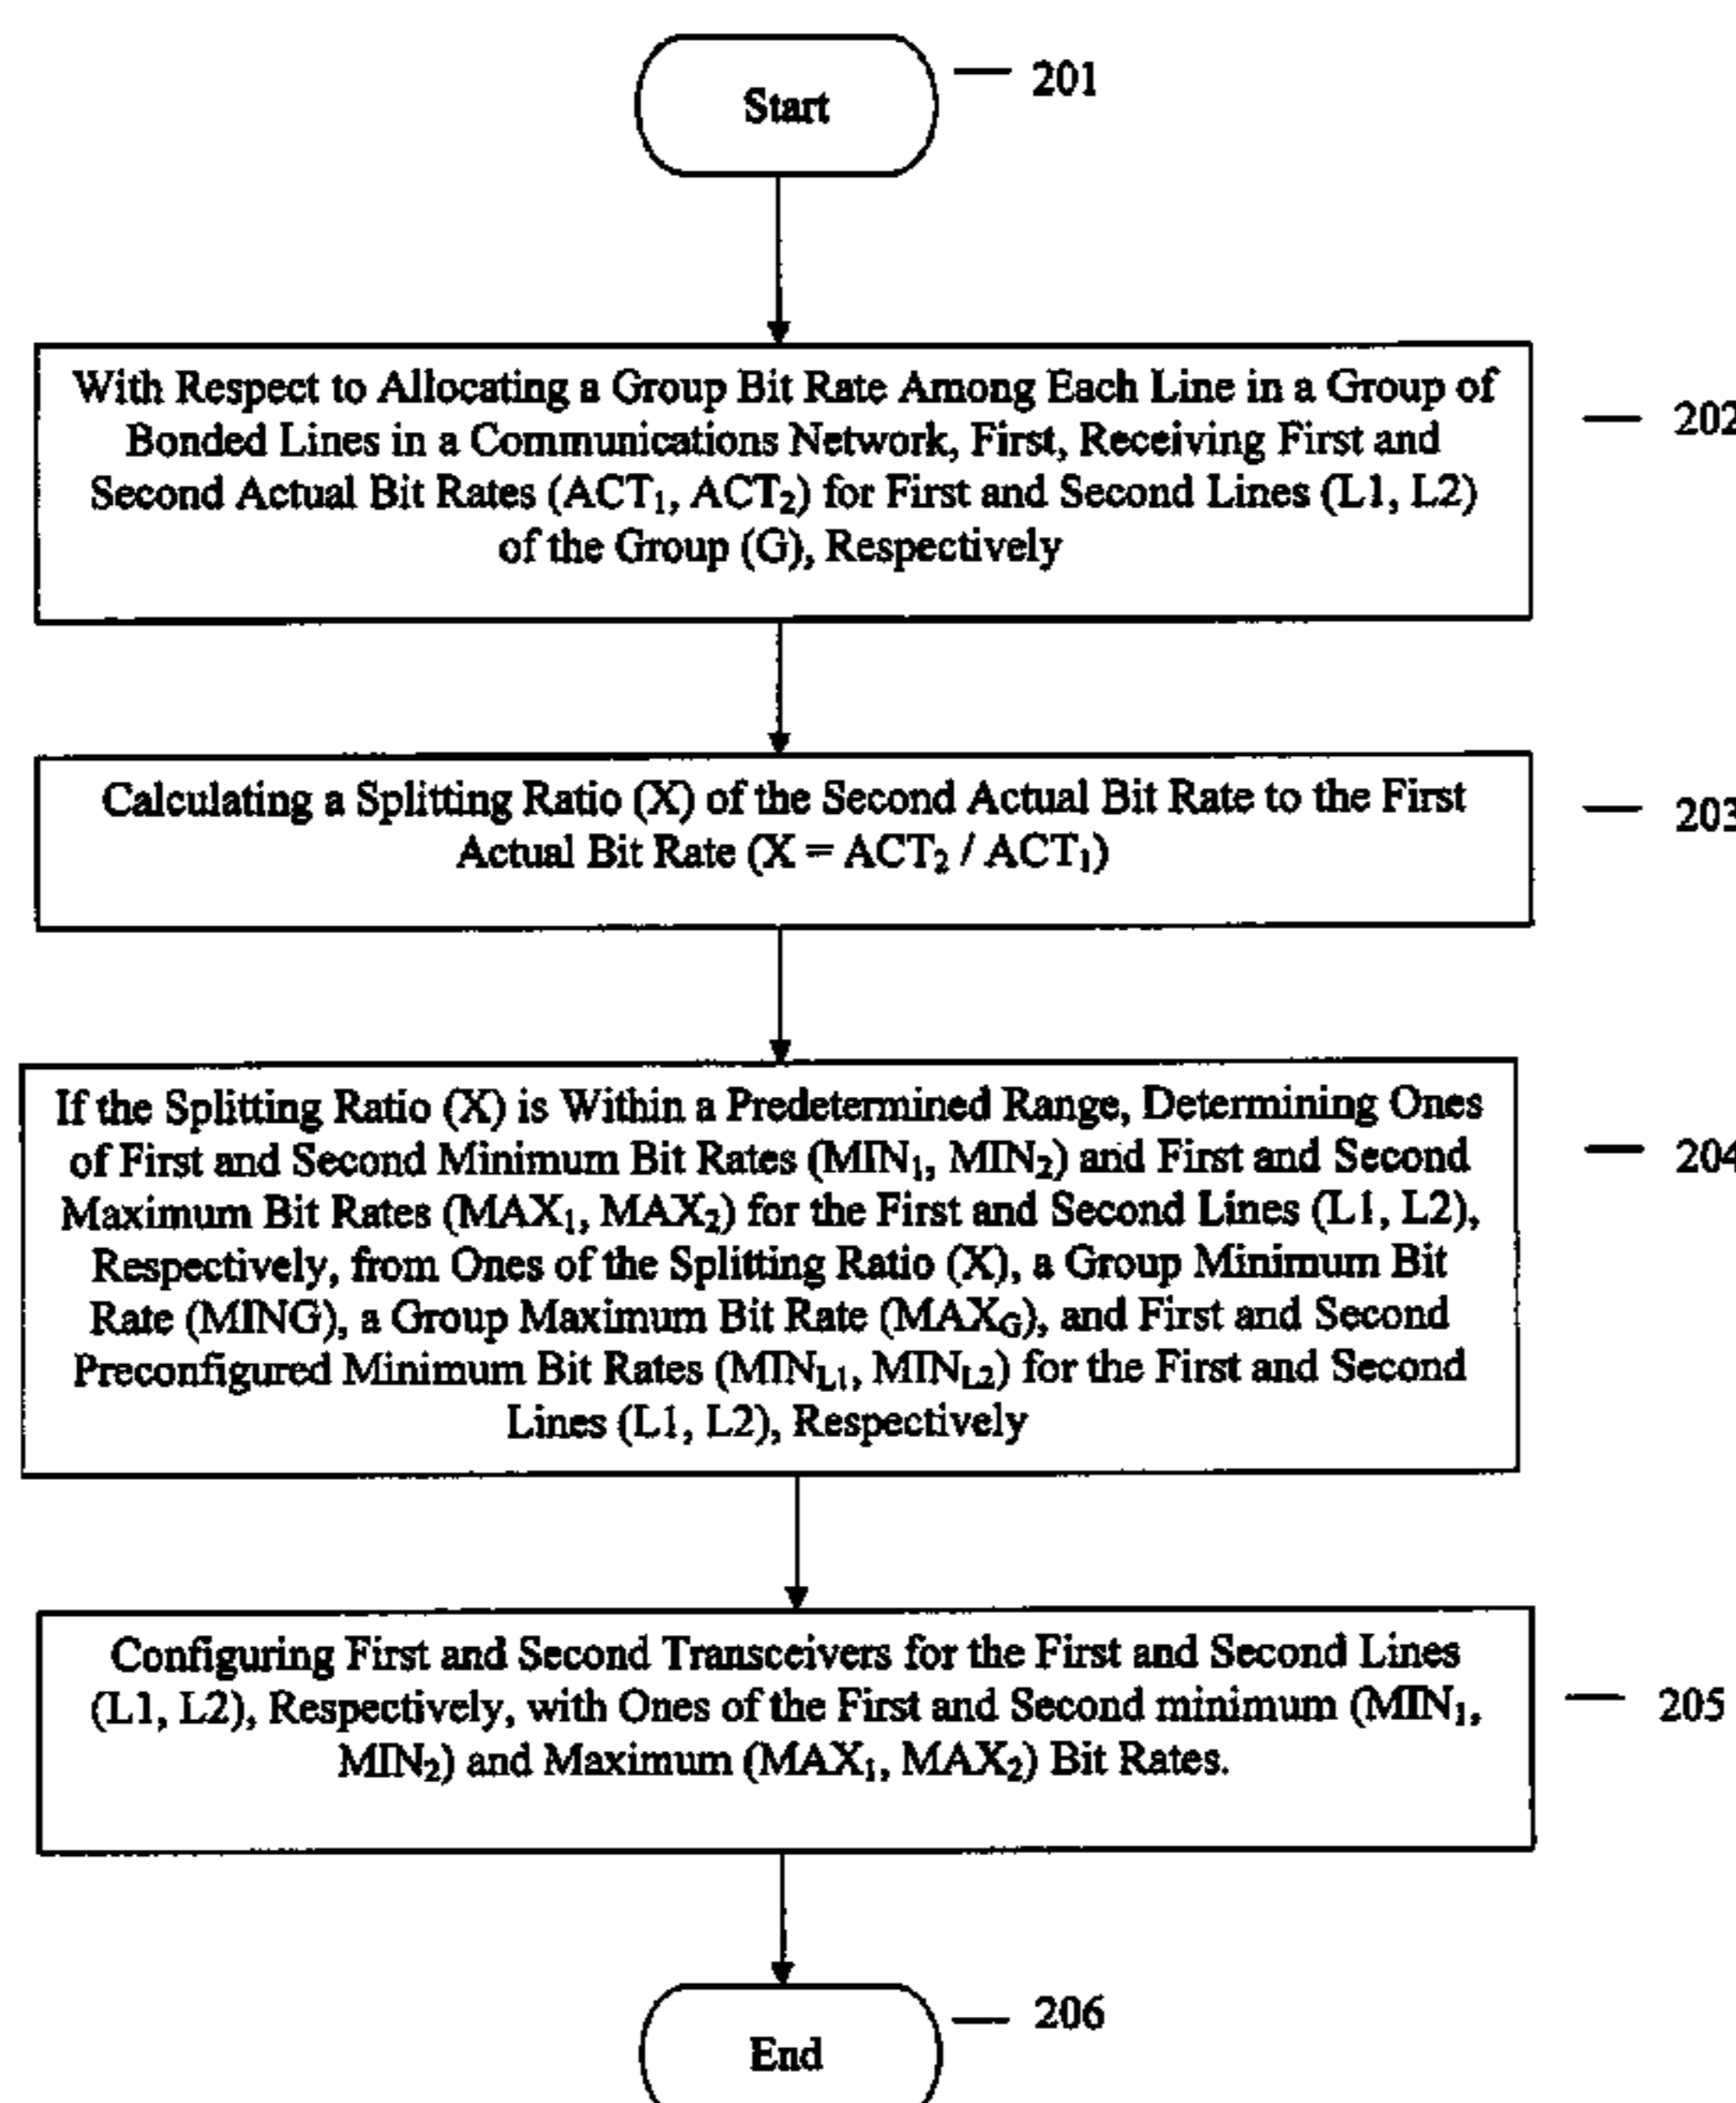 Start
201
With Respect to Allocating a Group Bit Rate Among Each Line in a Group of
Bonded Lines in a Communications Network, First, Receiving First and
Second Actual Bit Rates (ACT₁, ACT₂) for First and Second Lines (L1, L2)
of the Group (G), Respectively
202
Calculating a Splitting Ratio (X) of the Second Actual Bit Rate to the First
Actual Bit Rate (X = ACT₂ / ACT₁)
203
If the Splitting Ratio (X) is Within a Predetermined Range, Determining Ones
of First and Second Minimum Bit Rates (MIN₁, MIN₂) and First and Second
Maximum Bit Rates (MAX₁, MAX₂) for the First and Second Lines (L1, L2),
Respectively, from Ones of the Splitting Ratio (X), a Group Minimum Bit
Rate (MING), a Group Maximum Bit Rate (MAX_G), and First and Second
Preconfigured Minimum Bit Rates (MIN_L1, MIN_L2) for the First and Second
Lines (L1, L2), Respectively
204
Configuring First and Second Transceivers for the First and Second Lines
(L1, L2), Respectively, with Ones of the First and Second minimum (MIN₁,
MIN₂) and Maximum (MAX₁, MAX₂) Bit Rates.
205
End
206